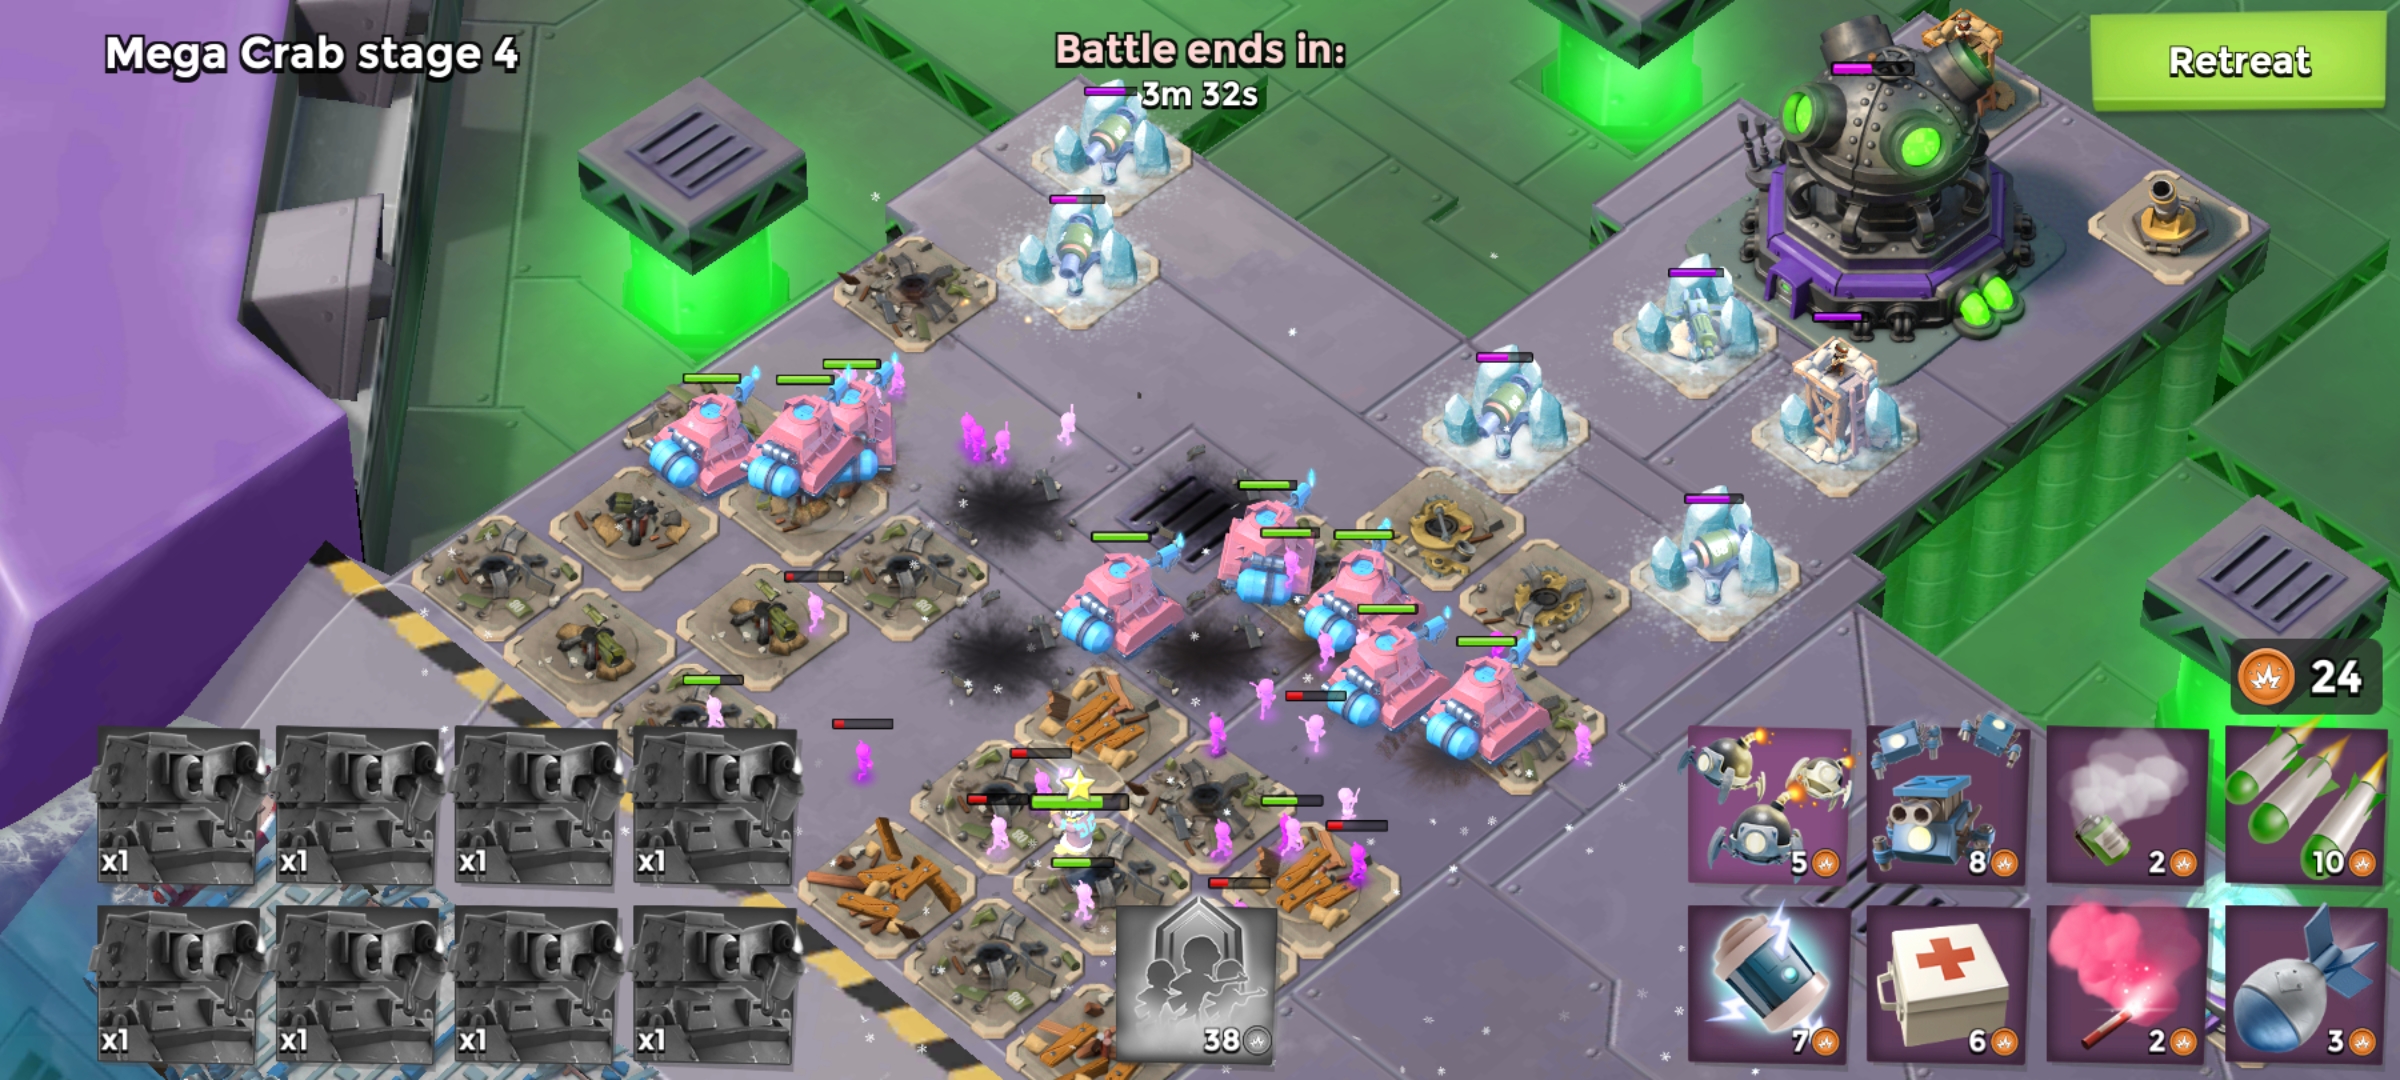 Mega Crab stage 4
Battle ends in:
3m 32s
Retreat
24
x1 x1 x1 x1
5 8 2 10
x1 x1 x1 x1
38
7 6 2 3